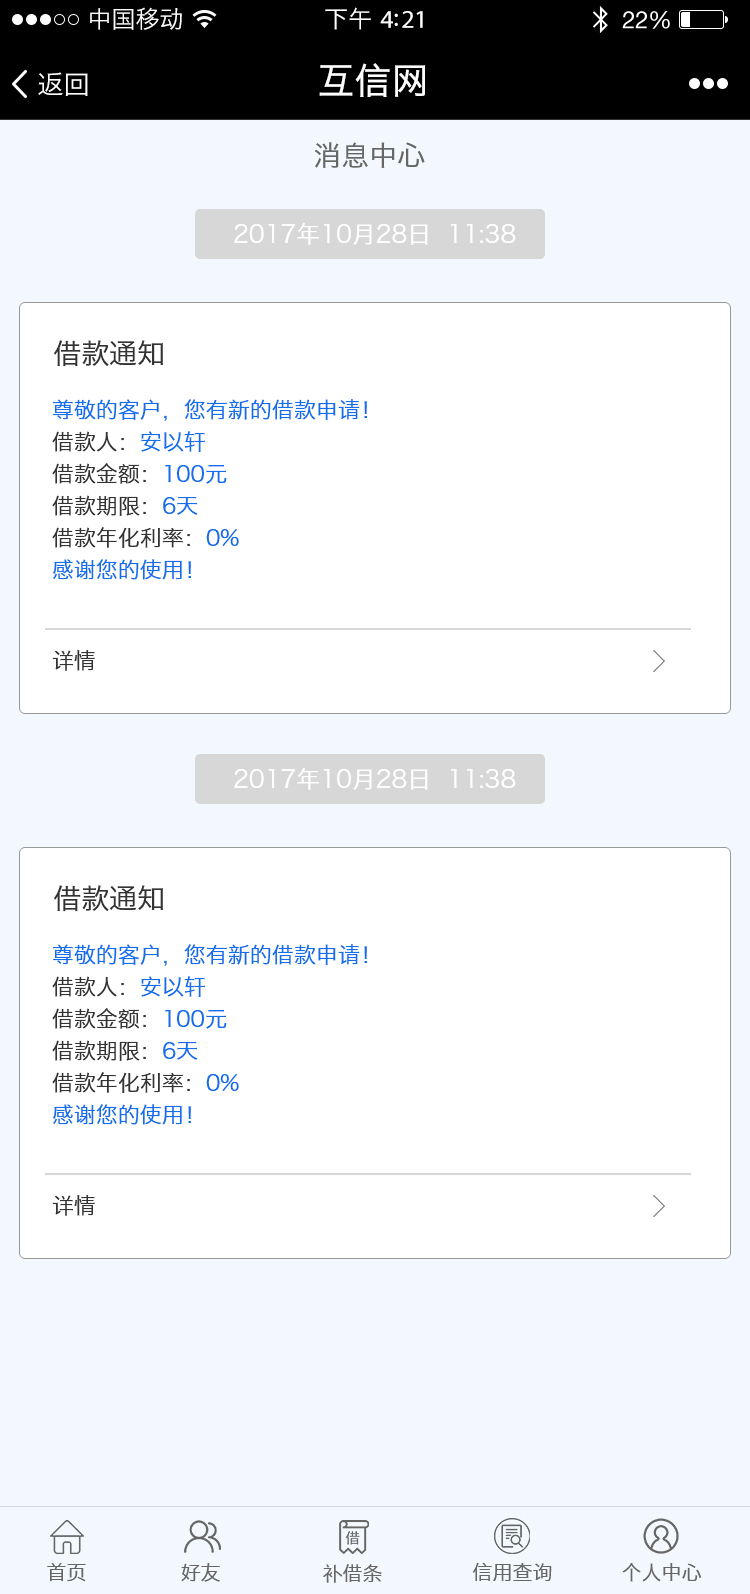 中国移动 下午 4:21 22%
返回 互信网
消息中心
2017年10月28日 11:38
借款通知
尊敬的客户，您有新的借款申请！
借款人：安以轩
借款金额：100元
借款期限：6天
借款年化利率：0%
感谢您的使用！
详情
2017年10月28日 11:38
借款通知
尊敬的客户，您有新的借款申请！
借款人：安以轩
借款金额：100元
借款期限：6天
借款年化利率：0%
感谢您的使用！
详情
借
首页 好友 补借条 信用查询 个人中心